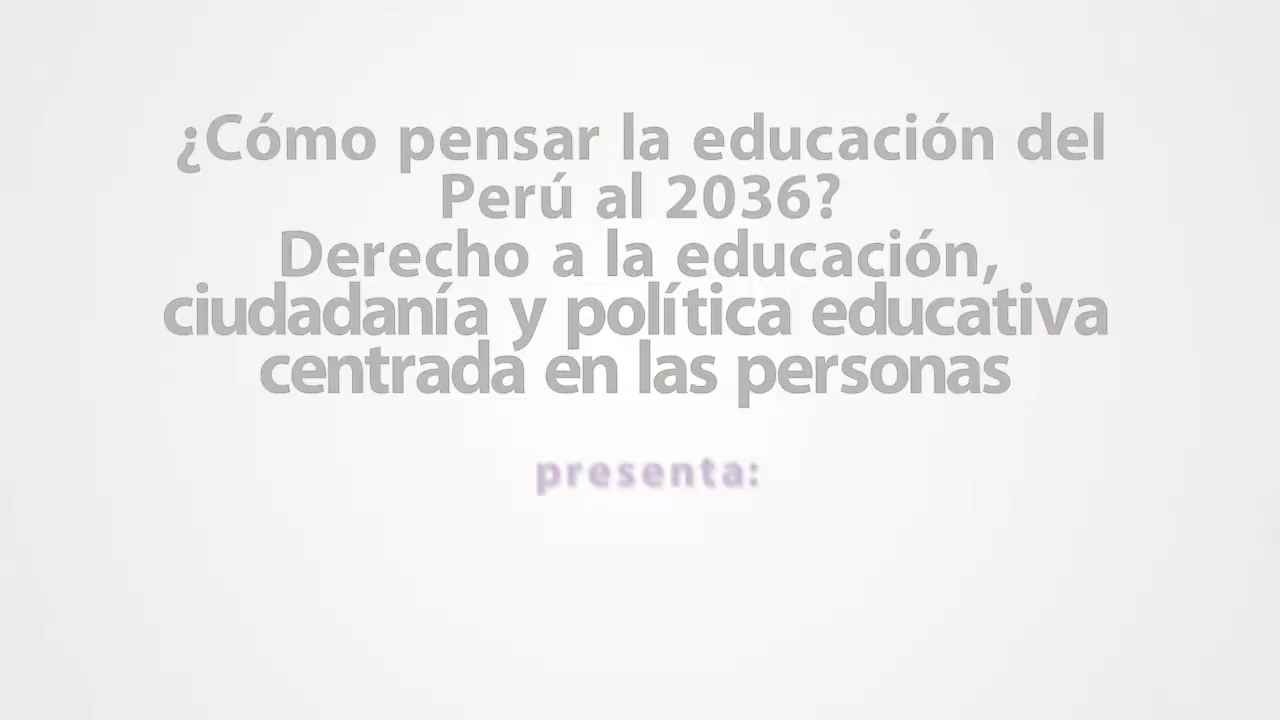 ¿Cómo pensar la educación del
Perú al 2036?
Derecho a la educación,
ciudadanía y política educativa
centrada en las personas
presenta: